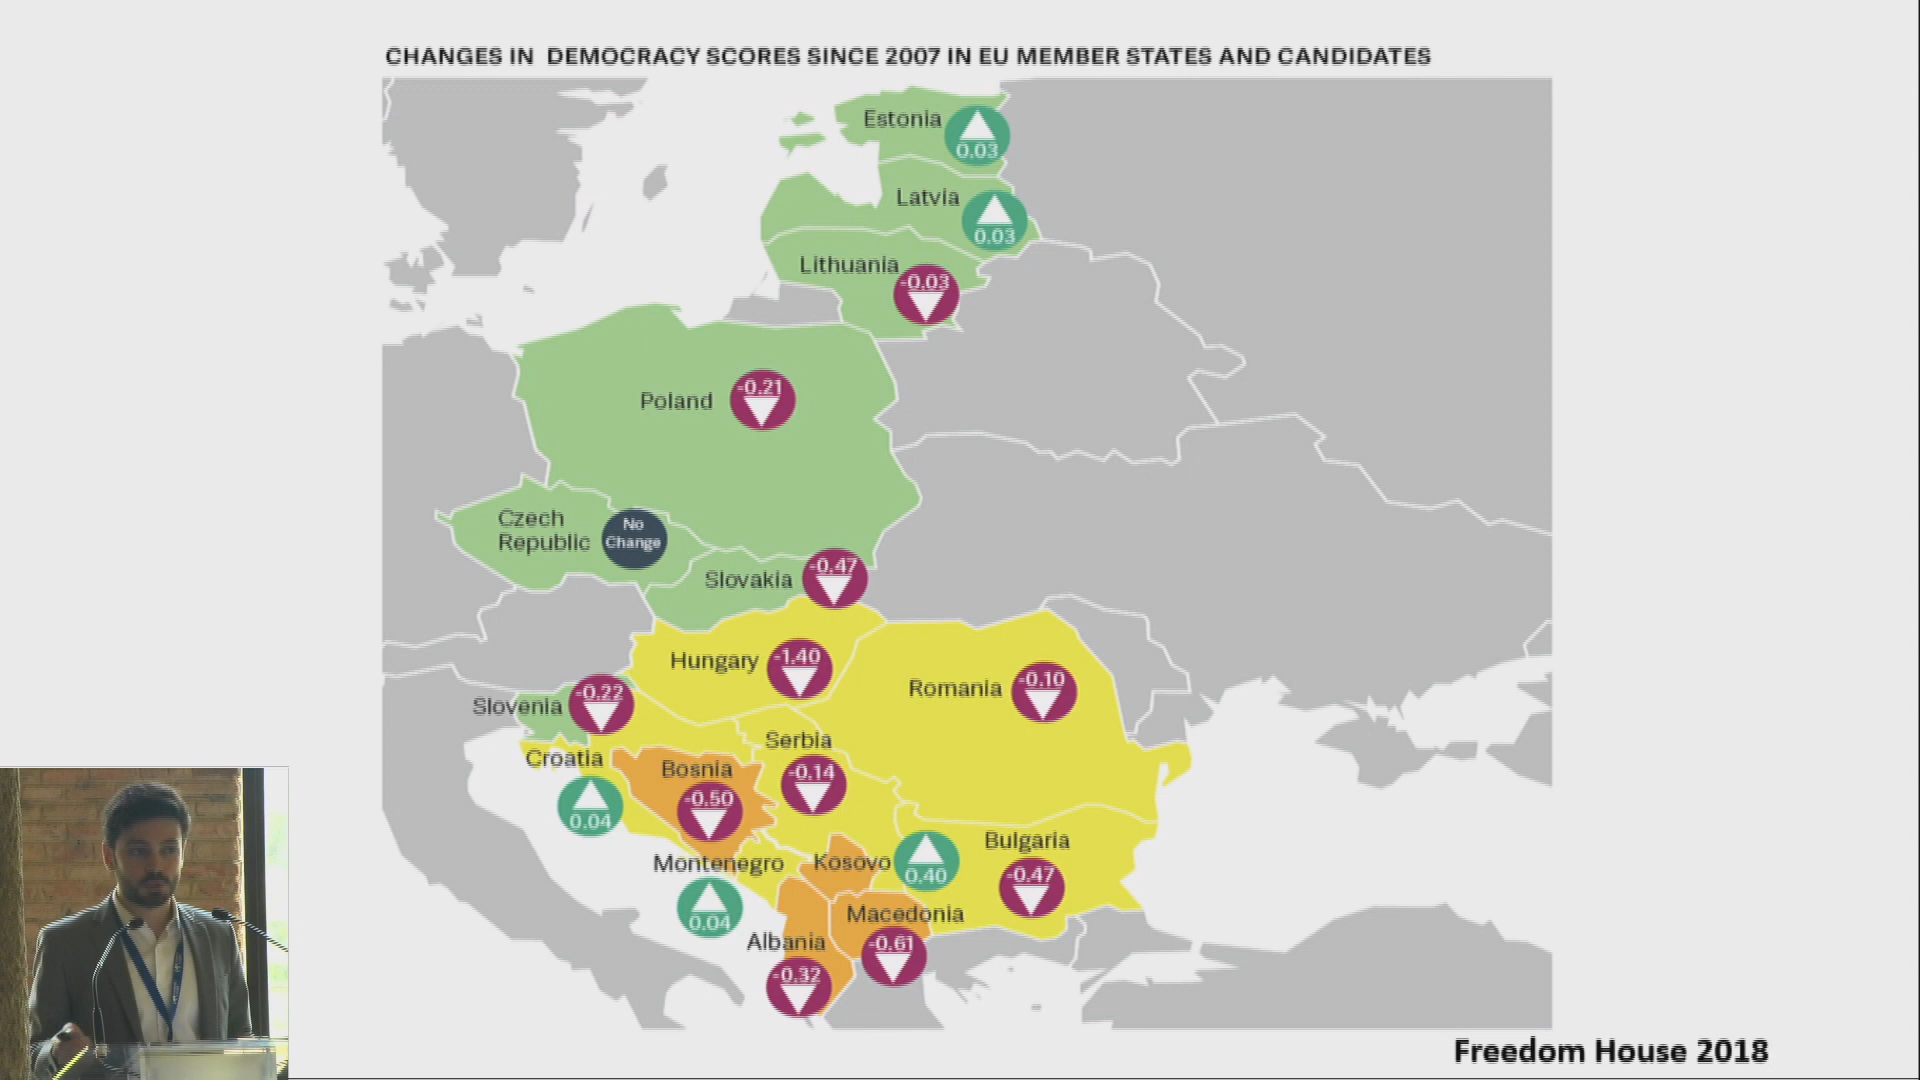 CHANGES IN DEMOCRACY SCORES SINCE 2007 IN EU MEMBER STATES AND CANDIDATES
Estonia
0.03
Latvia
0.03
Lithuania
-0.03
Poland
-0.21
Czech
Republic
No
Change
Slovakia
-0.47
Hungary
-1.40
Romania
-0.10
Slovenia
-0.22
Croatia
0.04
Serbia
-0.14
Bosnia
-0.50
Montenegro
0.04
Kosovo
0.40
Bulgaria
-0.47
Macedonia
-0.61
Albania
-0.32
Freedom House 2018